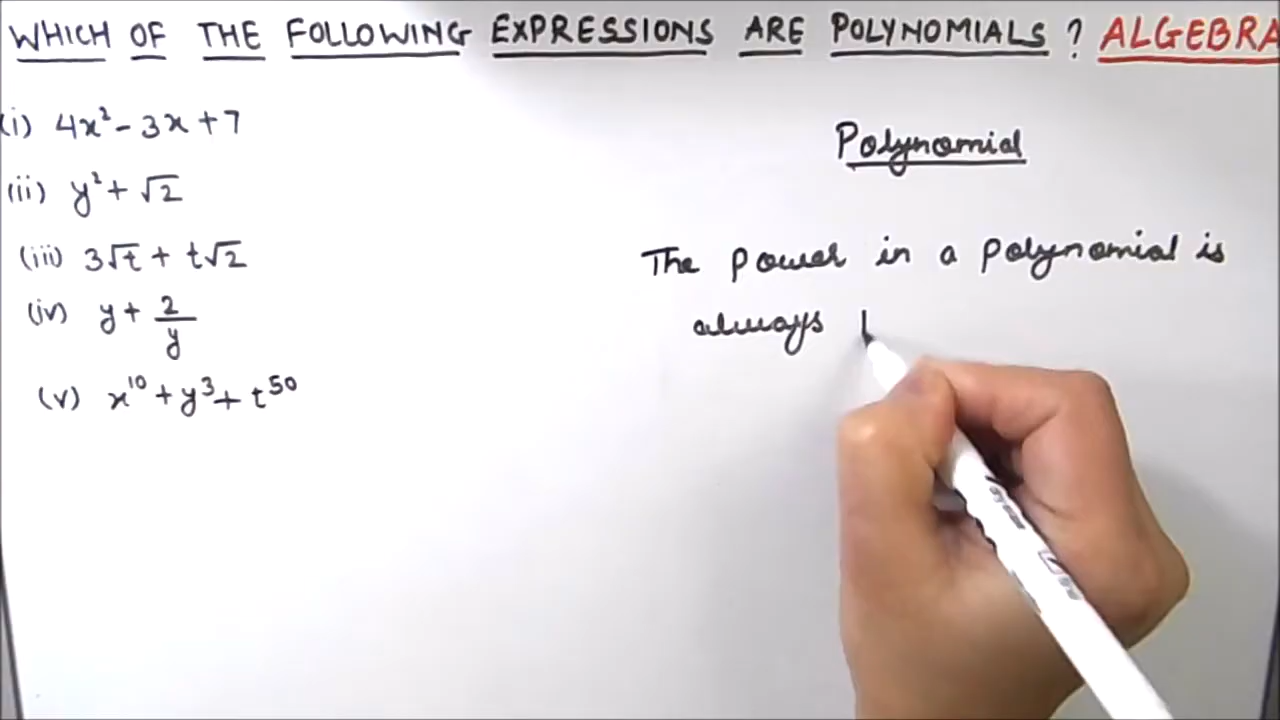 WHICH OF THE FOLLOWING EXPRESSIONS ARE POLYNOMIALS ? ALGEBRA
(i) 4x² - 3x + 7
(ii) y² + √2
(iii) 3√t + t√2
(iv) y + 2/y
(v) x¹⁰ + y³ + t⁵⁰
Polynomial
The power in a polynomial is
always